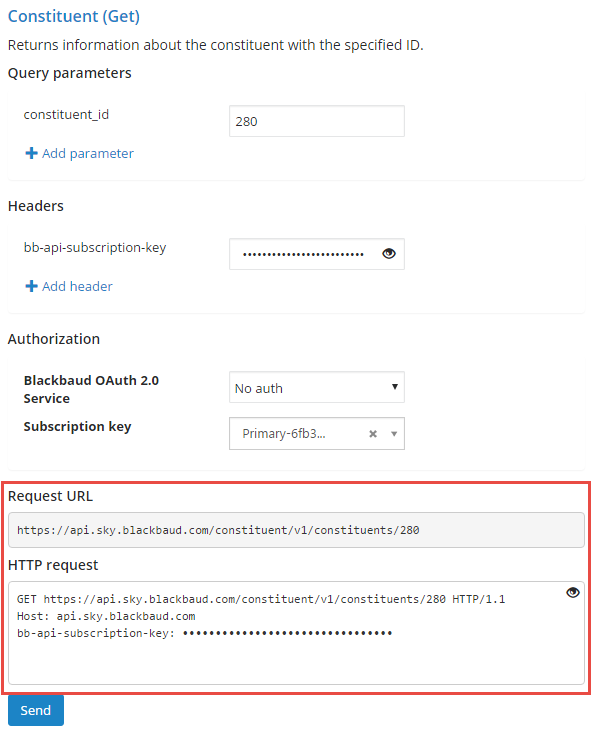 Constituent (Get)
Returns information about the constituent with the specified ID.
Query parameters
constituent_id
280
Add parameter
Headers
bb-api-subscription-key
••••••••••••••••••••••••
Add header
Authorization
Blackbaud OAuth 2.0
Service
No auth
Subscription key
Primary-6fb3...
Request URL
https://api.sky.blackbaud.com/constituent/v1/constituents/280
HTTP request
GET https://api.sky.blackbaud.com/constituent/v1/constituents/280 HTTP/1.1
Host: api.sky.blackbaud.com
bb-api-subscription-key: ••••••••••••••••••••••••••••••••
Send